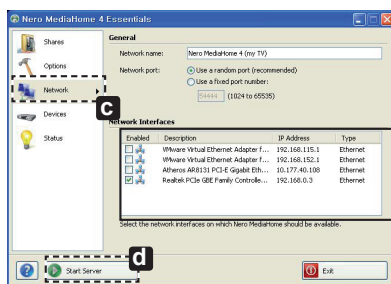 Nero MediaHome 4 Essentials
Shares
Options
Network
Devices
Status
General
Network name: Nero MediaHome 4 (my TV)
Network port: Use a random port (recommended)
Use a fixed port number:
54444 (1024 to 65535)
C
Network Interfaces
Enabled Description IP Address Type
VMware Virtual Ethernet Adapter f... 192.168.115.1 Ethernet
VMware Virtual Ethernet Adapter f... 192.168.152.1 Ethernet
Atheros AR8131 PCI-E Gigabit Eth... 10.177.40.108 Ethernet
Realtek PCIe GBE Family Controlle... 192.168.0.3 Ethernet
Select the network interfaces on which Nero MediaHome should be available.
d
Start Server
Exit